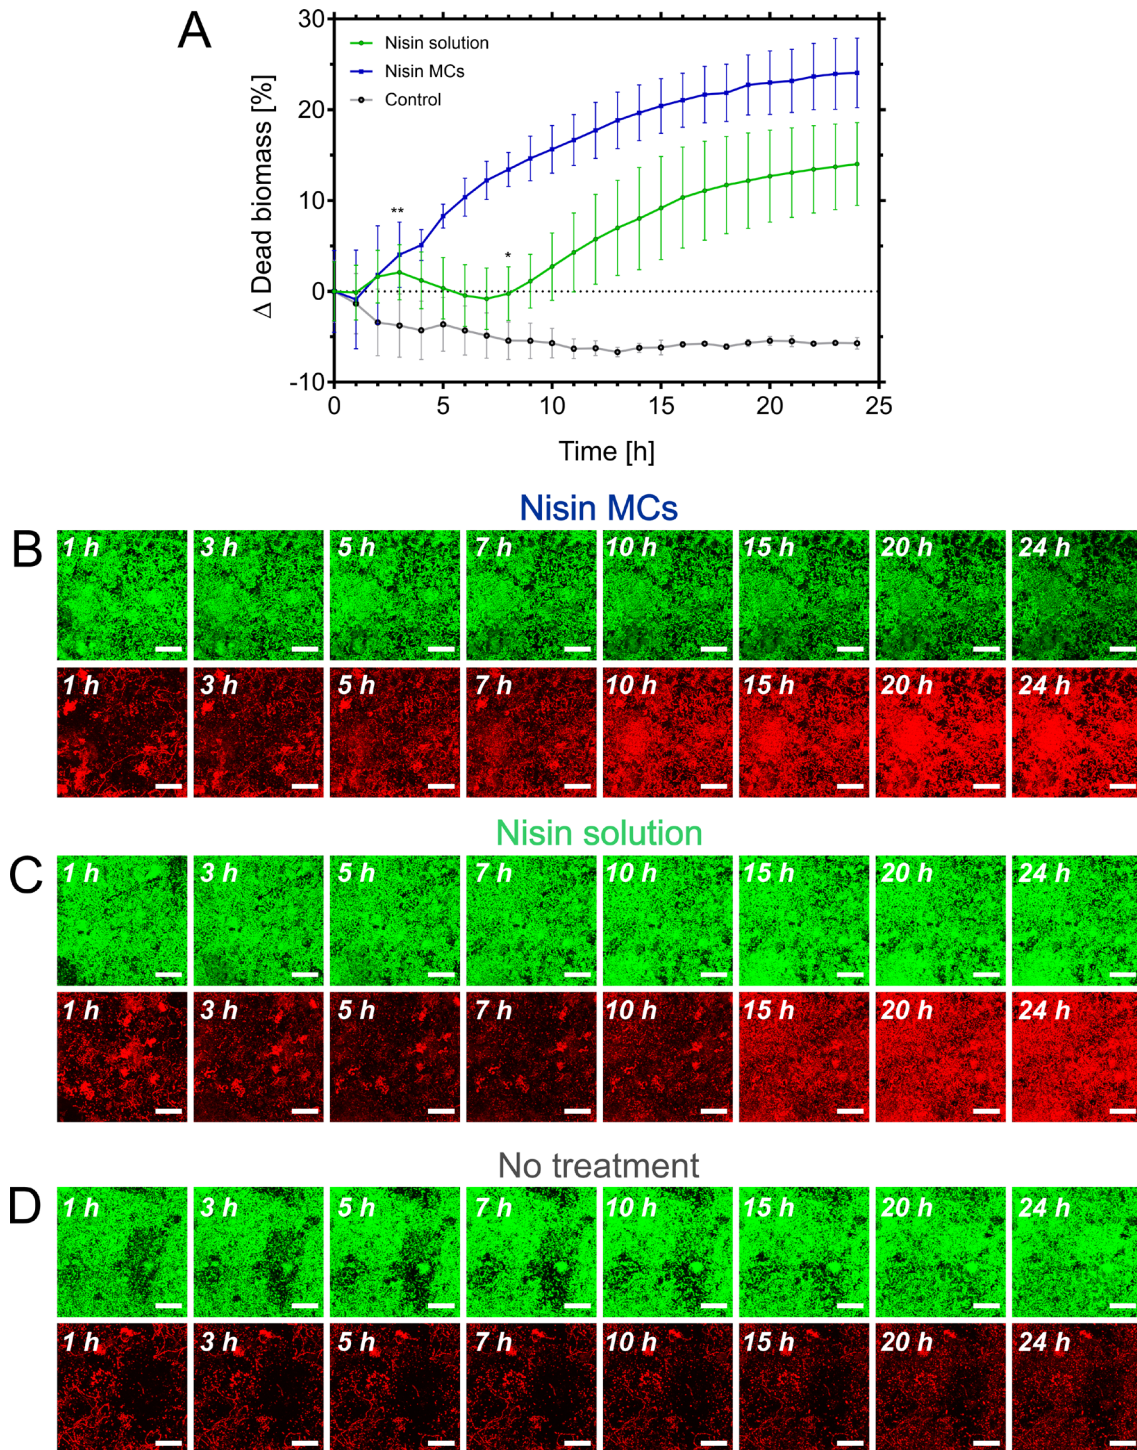 A
Δ Dead biomass [%]
30
20
10
0
-10
Nisin solution
Nisin MCs
Control
**
*
0 5 10 15 20 25
Time [h]
Nisin MCs
B
1 h 3 h 5 h 7 h 10 h 15 h 20 h 24 h
1 h 3 h 5 h 7 h 10 h 15 h 20 h 24 h
Nisin solution
C
1 h 3 h 5 h 7 h 10 h 15 h 20 h 24 h
1 h 3 h 5 h 7 h 10 h 15 h 20 h 24 h
No treatment
D
1 h 3 h 5 h 7 h 10 h 15 h 20 h 24 h
1 h 3 h 5 h 7 h 10 h 15 h 20 h 24 h